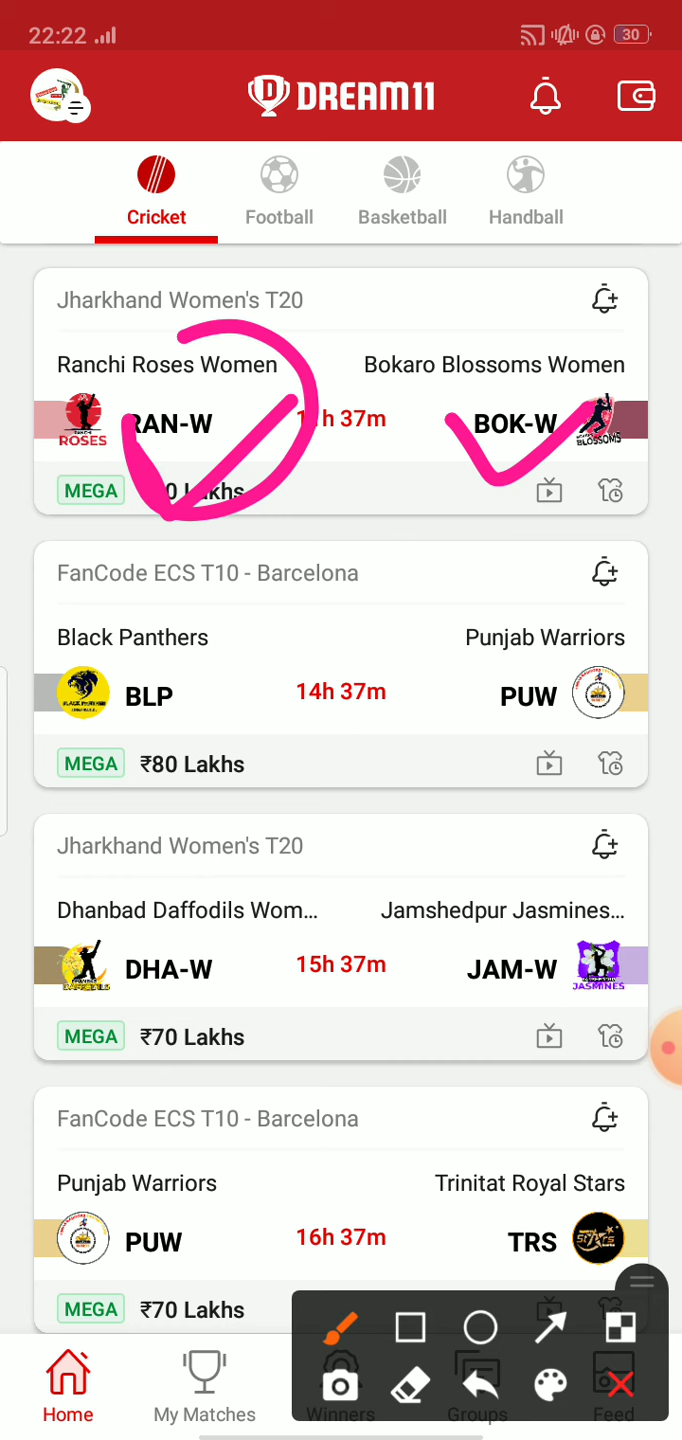 22:22
30
DREAM11
Cricket Football Basketball Handball
Jharkhand Women's T20
Ranchi Roses Women Bokaro Blossoms Women
ROSES RAN-W h 37m BOK-W BLOSSOMS
MEGA 0 Lakhs
FanCode ECS T10 - Barcelona
Black Panthers Punjab Warriors
BLP 14h 37m PUW
MEGA ₹80 Lakhs
Jharkhand Women's T20
Dhanbad Daffodils Wom... Jamshedpur Jasmines...
DHA-W 15h 37m JAM-W JASMINES
MEGA ₹70 Lakhs
FanCode ECS T10 - Barcelona
Punjab Warriors Trinitat Royal Stars
PUW 16h 37m TRS
MEGA ₹70 Lakhs
Home My Matches Winners Groups Feed